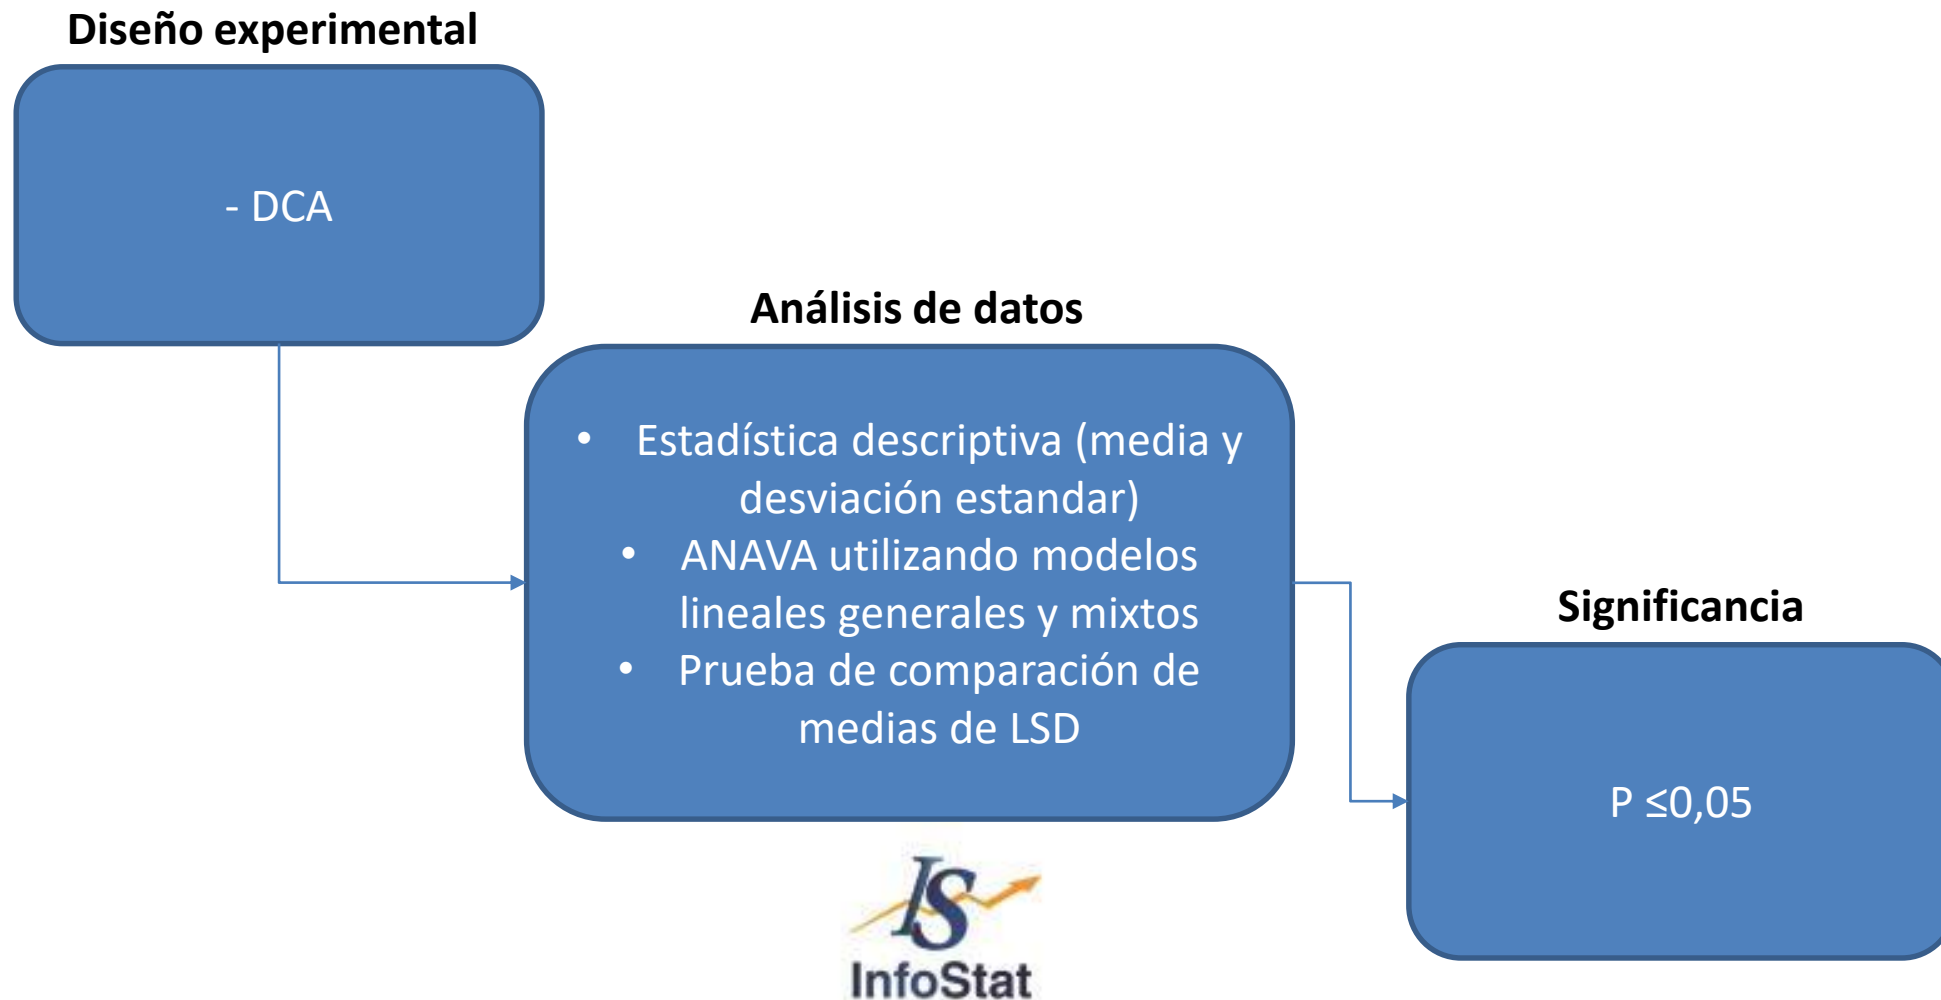 Diseño experimental
- DCA
Análisis de datos
• Estadística descriptiva (media y
desviación estandar)
• ANAVA utilizando modelos
lineales generales y mixtos
• Prueba de comparación de
medias de LSD
Significancia
P ≤0,05
IS
InfoStat